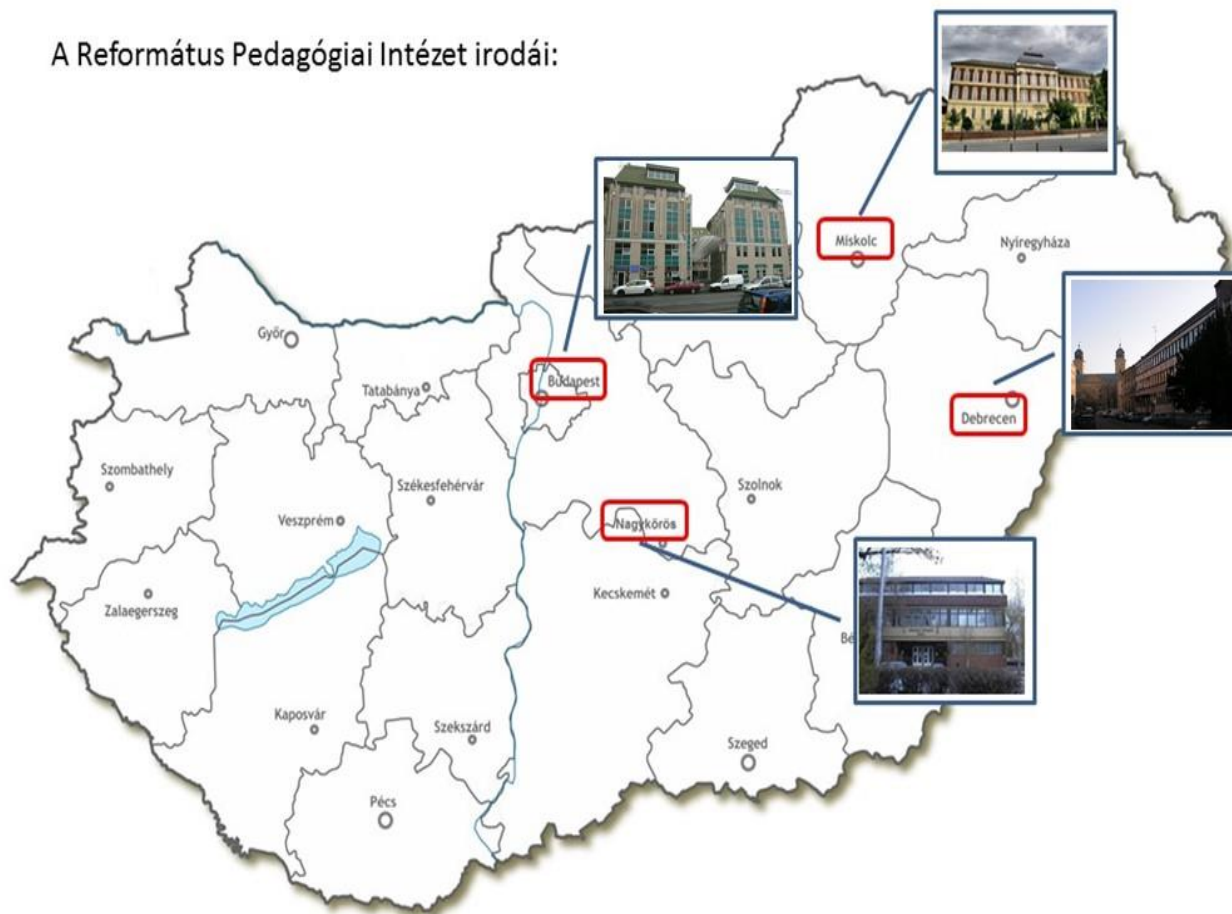 A Református Pedagógiai Intézet irodái:
Miskolc
Nyíregyháza
Győr
Budapest
Tatabánya
Debrecen
Szombathely
Székesfehérvár
Szolnok
Veszprém
Nagykőrös
Zalaegerszeg
Kecskemét
Bé
Kaposvár
Szekszárd
Szeged
Pécs